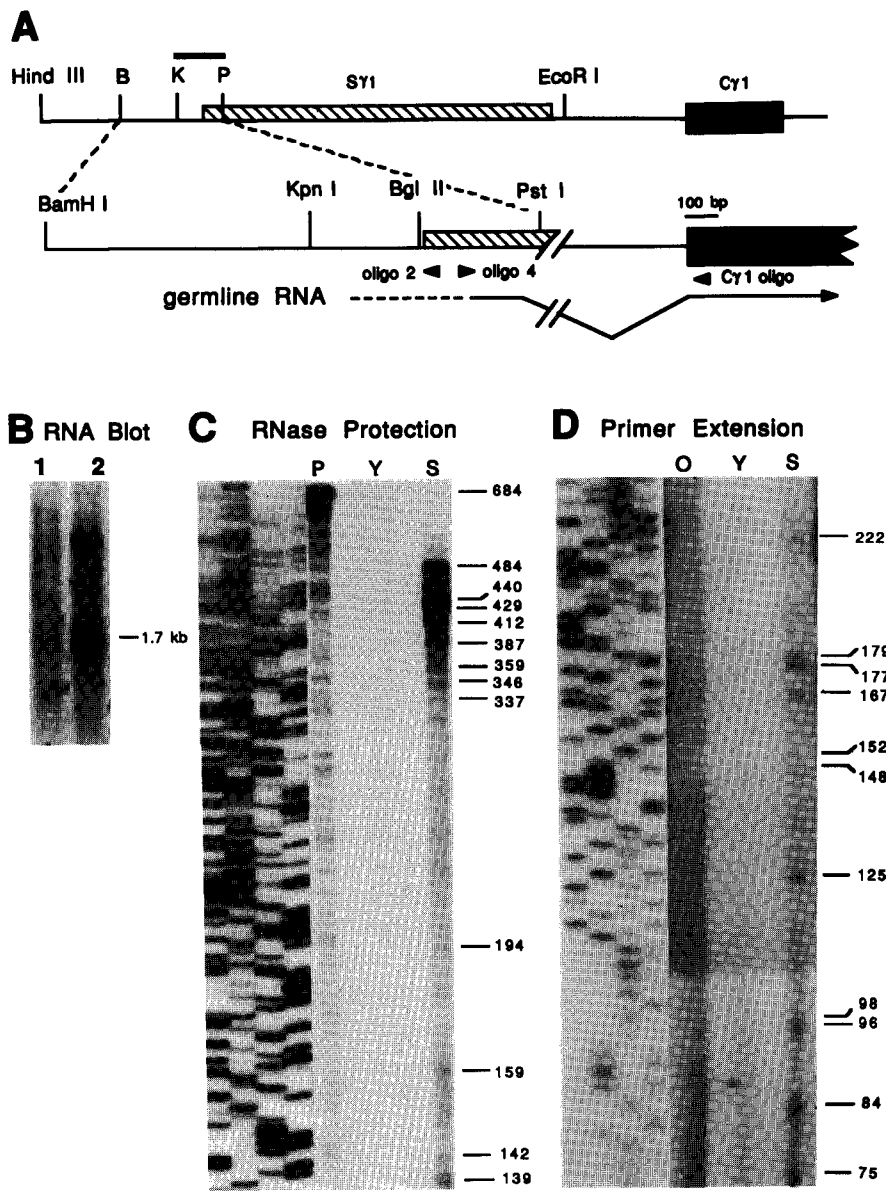 A
Hind III B K P Sγ1 EcoR I Cγ1
BamH I Kpn I Bgl II Pst I 100 bp
oligo 2 oligo 4 Cγ1 oligo
germline RNA
B RNA Blot
1 2
1.7 kb
C RNase Protection
P Y S
684
484
440
429
412
387
359
346
337
194
159
142
139
D Primer Extension
O Y S
222
179
177
167
152
148
125
98
96
84
75